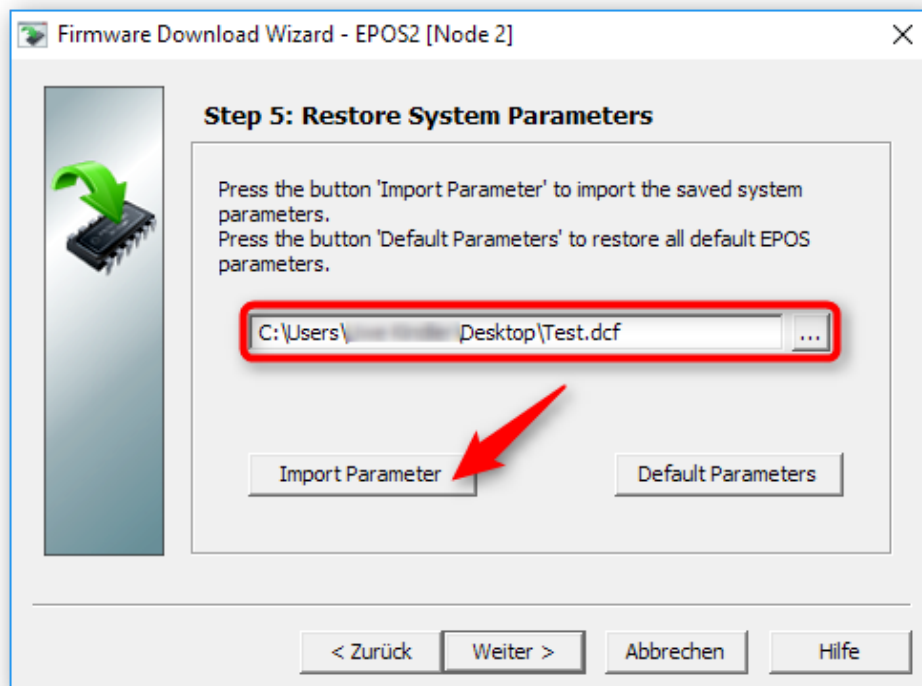 Firmware Download Wizard - EPOS2 [Node 2]
Step 5: Restore System Parameters
Press the button 'Import Parameter' to import the saved system
parameters.
Press the button 'Default Parameters' to restore all default EPOS
parameters.
C:\Users\ \Desktop\Test.dcf
...
Import Parameter
Default Parameters
< Zurück
Weiter >
Abbrechen
Hilfe